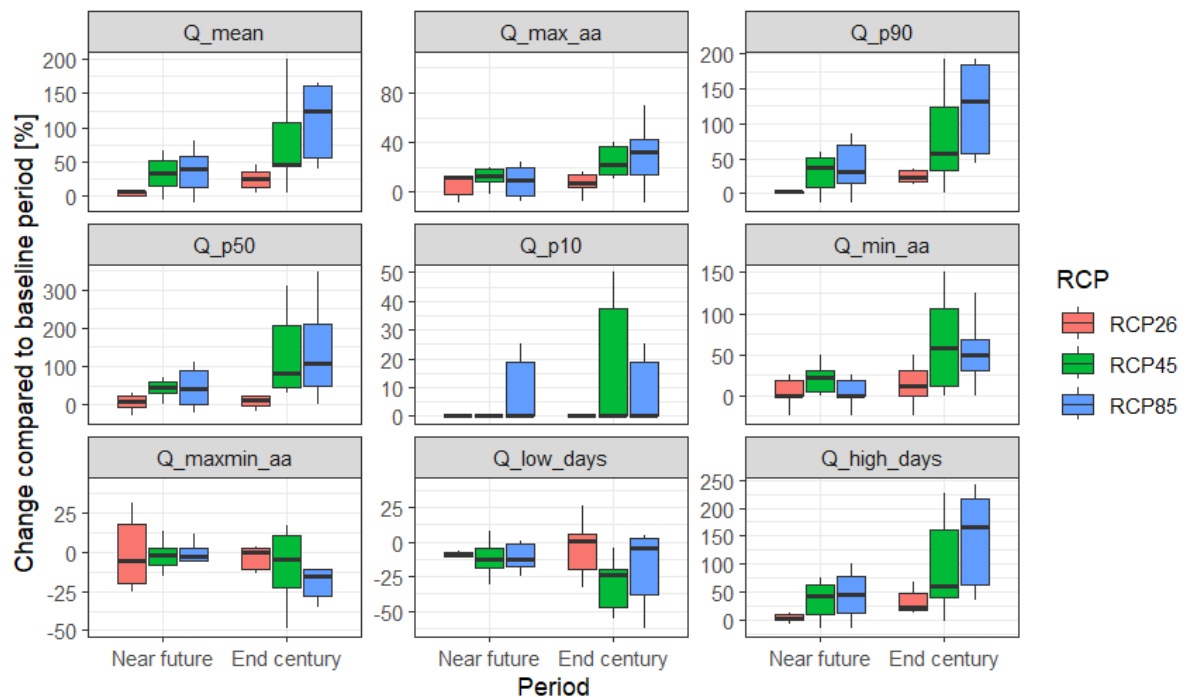 Change compared to baseline period [%]
Q_mean
200
150
100
50
0
Q_max_aa
80
40
0
Q_p90
200
150
100
50
0
Q_p50
300
200
100
0
Q_p10
50
40
30
20
10
0
Q_min_aa
150
100
50
0
Q_maxmin_aa
25
0
-25
-50
Q_low_days
25
0
-25
-50
Q_high_days
250
200
150
100
50
0
Near future End century
Near future End century
Near future End century
Period
RCP
RCP26
RCP45
RCP85